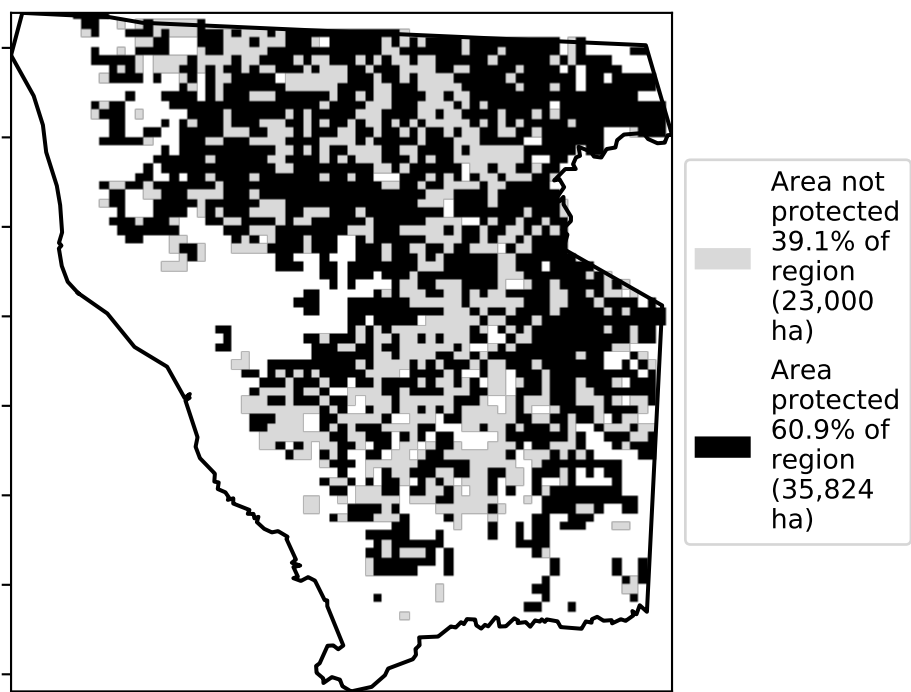 Area not
protected
39.1% of
region
(23,000
ha)
Area
protected
60.9% of
region
(35,824
ha)